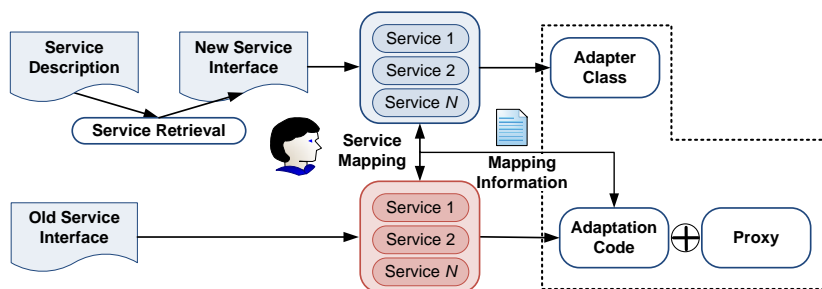 Service
Description
New Service
Interface
Service 1
Service 2
Service N
Adapter
Class
Service Retrieval
Service
Mapping
Mapping
Information
Old Service
Interface
Service 1
Service 2
Service N
Adaptation
Code
Proxy